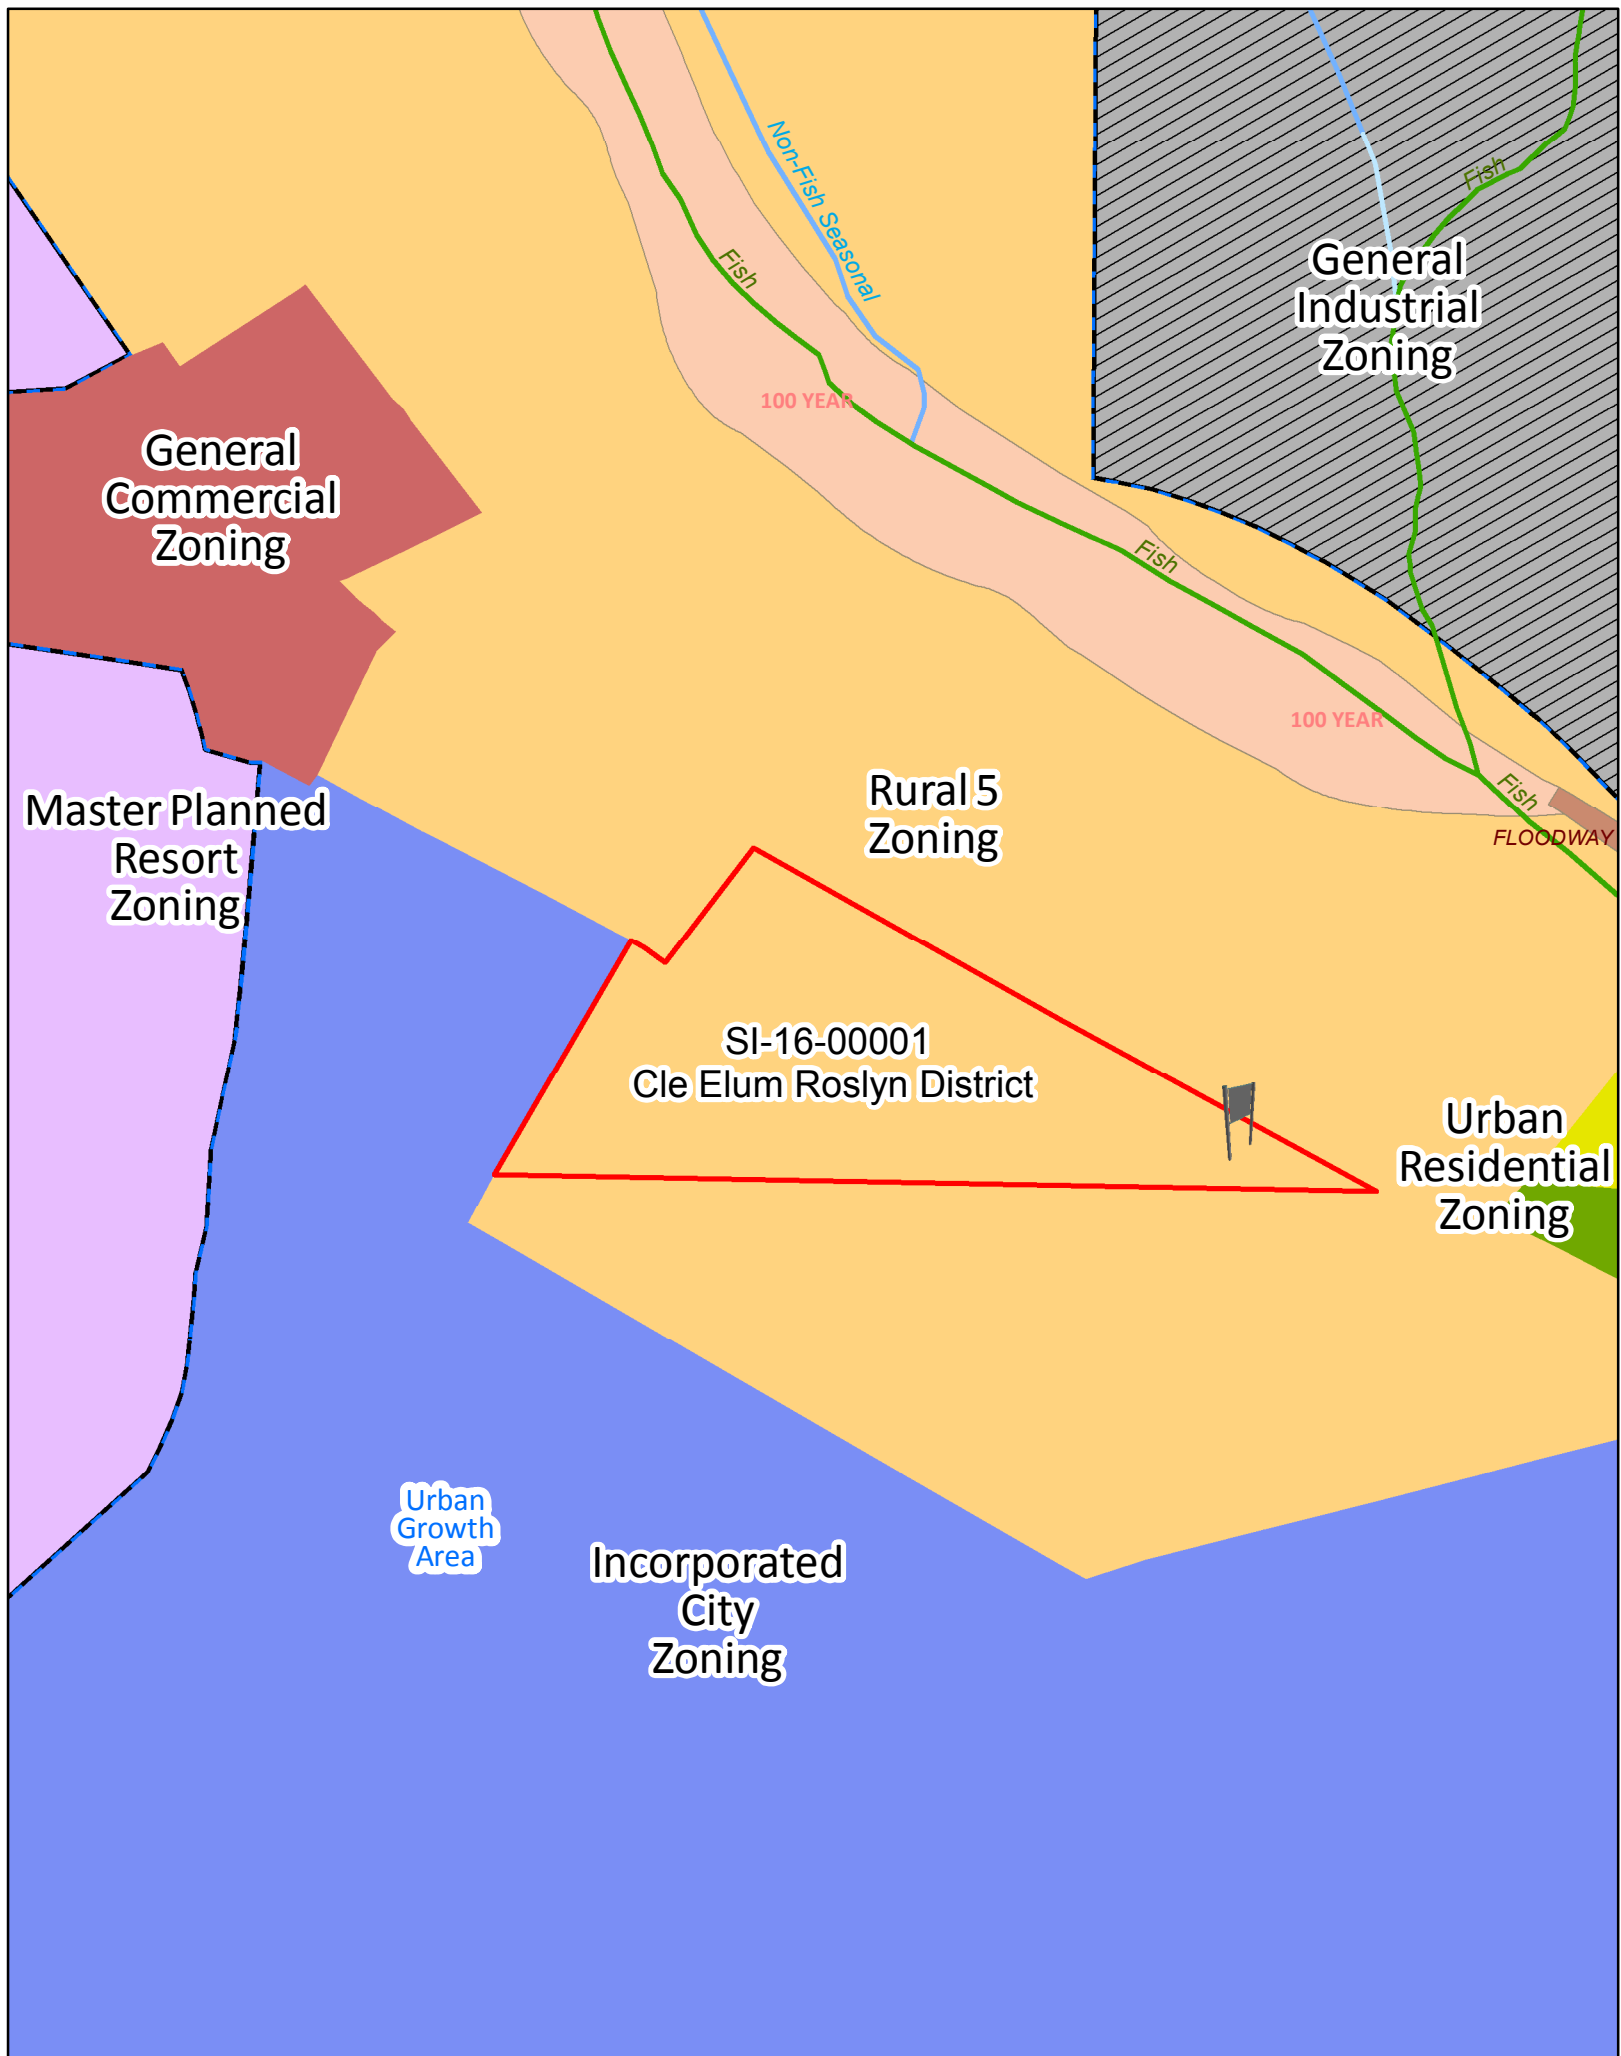 Non-Fish Seasonal
Fish
Fish
General
Industrial
Zoning
100 YEAR
General
Commercial
Zoning
Fish
100 YEAR
Rural 5
Zoning
Fish
FLOODWAY
Master Planned
Resort
Zoning
SI-16-00001
Cle Elum Roslyn District
Urban
Residential
Zoning
Urban
Growth
Area
Incorporated
City
Zoning